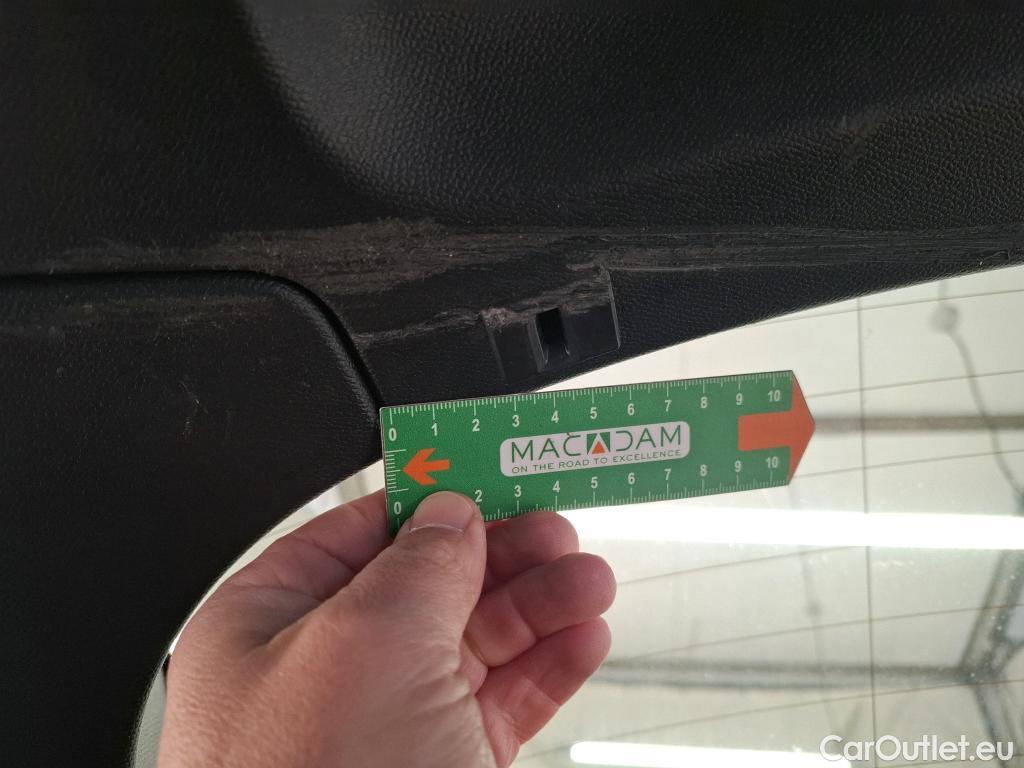 0 1 2 3 4 5 6 7 8 9 10
MACADAM
ON THE ROAD TO EXCELLENCE
0 2 3 4 5 6 7 8 9 10
CarOutlet.eu